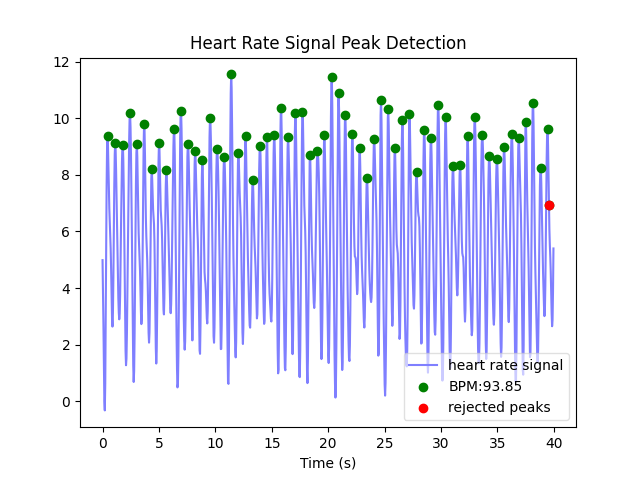 Heart Rate Signal Peak Detection
12
10
8
6
4
2
0
heart rate signal
BPM:93.85
rejected peaks
0 5 10 15 20 25 30 35 40
Time (s)